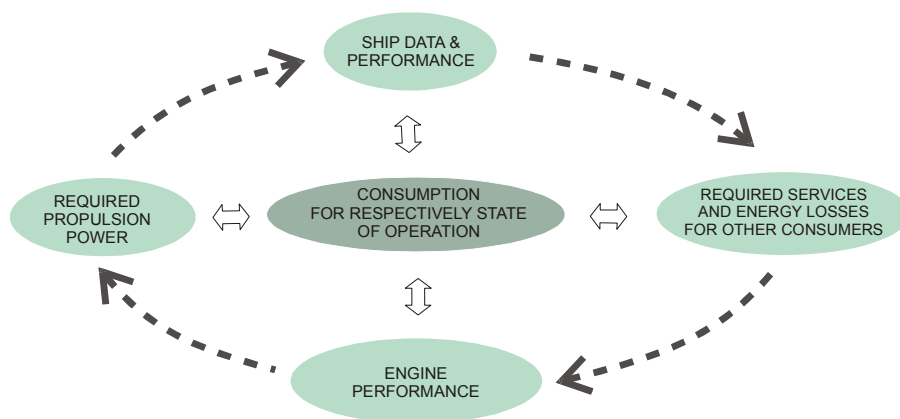 SHIP DATA &
PERFORMANCE
REQUIRED
PROPULSION
POWER
CONSUMPTION
FOR RESPECTIVELY STATE
OF OPERATION
REQUIRED SERVICES
AND ENERGY LOSSES
FOR OTHER CONSUMERS
ENGINE
PERFORMANCE